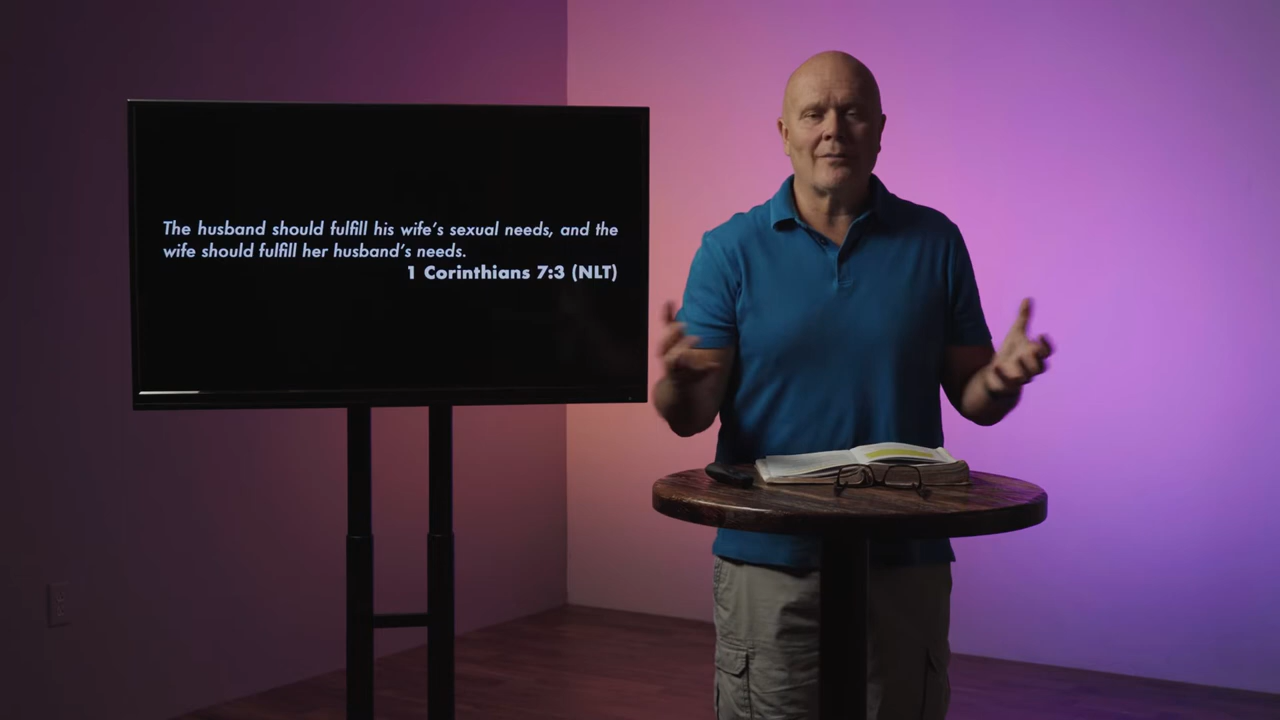 The husband should fulfill his wife's sexual needs, and the
wife should fulfill her husband's needs.
1 Corinthians 7:3 (NLT)